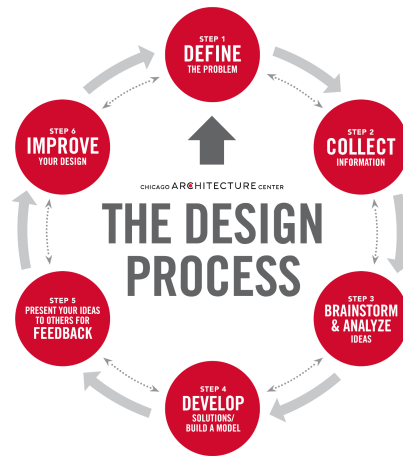 STEP 1
DEFINE
THE PROBLEM
STEP 2
COLLECT
INFORMATION
STEP 3
BRAINSTORM
& ANALYZE
IDEAS
STEP 4
DEVELOP
SOLUTIONS/
BUILD A MODEL
STEP 5
PRESENT YOUR IDEAS
TO OTHERS FOR
FEEDBACK
STEP 6
IMPROVE
YOUR DESIGN
CHICAGO ARCHITECTURE CENTER
THE DESIGN
PROCESS